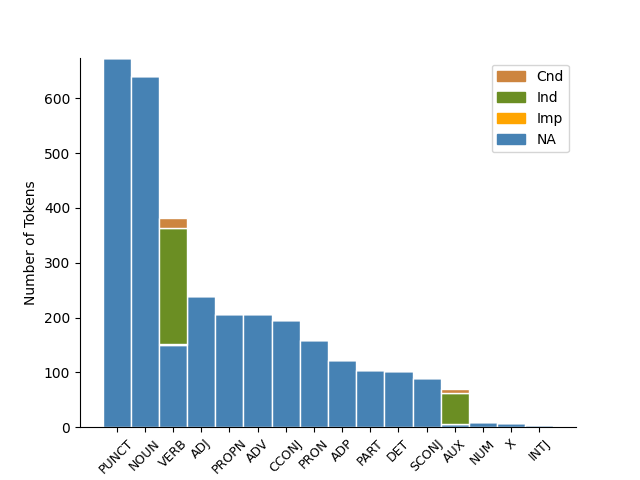 Number of Tokens
600
500
400
300
200
100
0
Cnd
Ind
Imp
NA
PUNCT
NOUN
VERB
ADJ
PROPN
ADV
CCONJ
PRON
ADP
PART
DET
SCONJ
AUX
NUM
X
INTJ